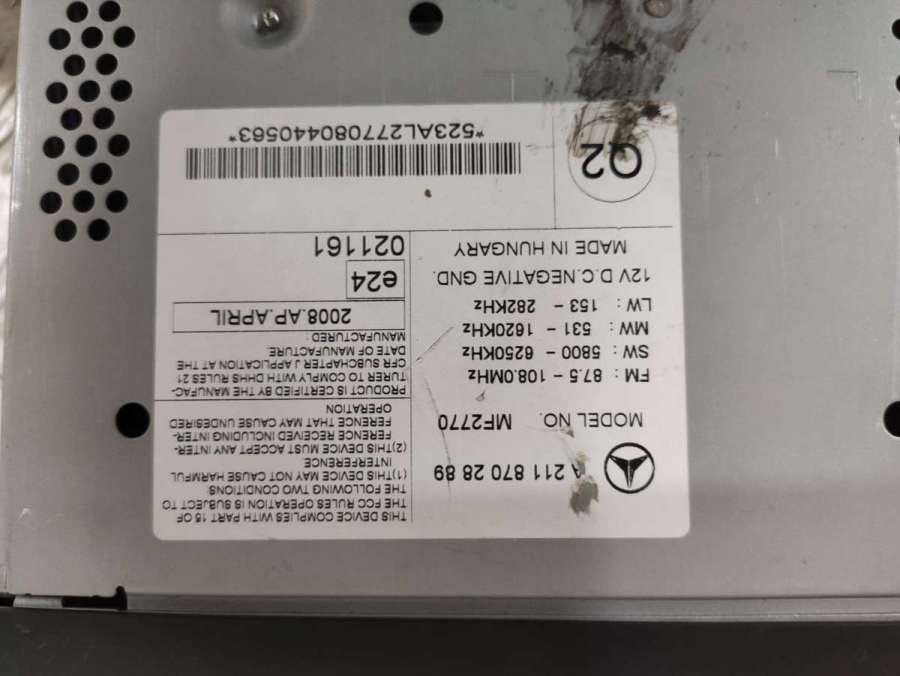 A 211 870 28 89
MODEL NO. MF2770
FM : 87.5 - 108.0MHz
SW : 5800 - 6250KHz
MW : 531 - 1620KHz
LW : 153 - 282KHz
12V D.C.NEGATIVE GND.
MADE IN HUNGARY
THIS DEVICE COMPLIES WITH PART 15 OF
THE FCC RULES OPERATION IS SUBJECT TO
THE FOLLOWING TWO CONDITIONS:
(1)THIS DEVICE MAY NOT CAUSE HARMFUL
INTERFERENCE
(2)THIS DEVICE MUST ACCEPT ANY INTER-
FERENCE RECEIVED INCLUDING INTER-
FERENCE THAT MAY CAUSE UNDESIRED
OPERATION
PRODUCT IS CERTIFIED BY THE MANUFAC-
TURER TO COMPLY WITH DHHS RULES 21
CFR SUBCHAPTER J APPLICATION AT THE
DATE OF MANUFACTURE.
MANUFACTURED :
2008.AP.APRIL
e24
021161
Q2
*523AL277080440563*